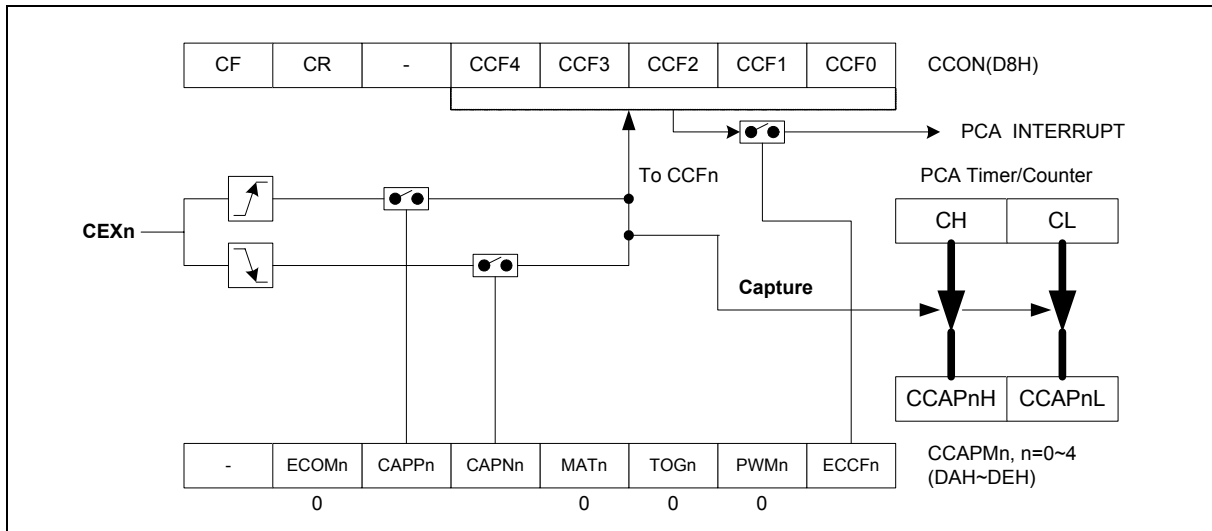 CF CR - CCF4 CCF3 CCF2 CCF1 CCF0 CCON(D8H)
PCA INTERRUPT
To CCFn
PCA Timer/Counter
CEXn
CH CL
Capture
CCAPnH CCAPnL
- ECOMn CAPPn CAPNn MATn TOGn PWMn ECCFn
CCAPMn, n=0~4
(DAH~DEH)
0 0 0 0